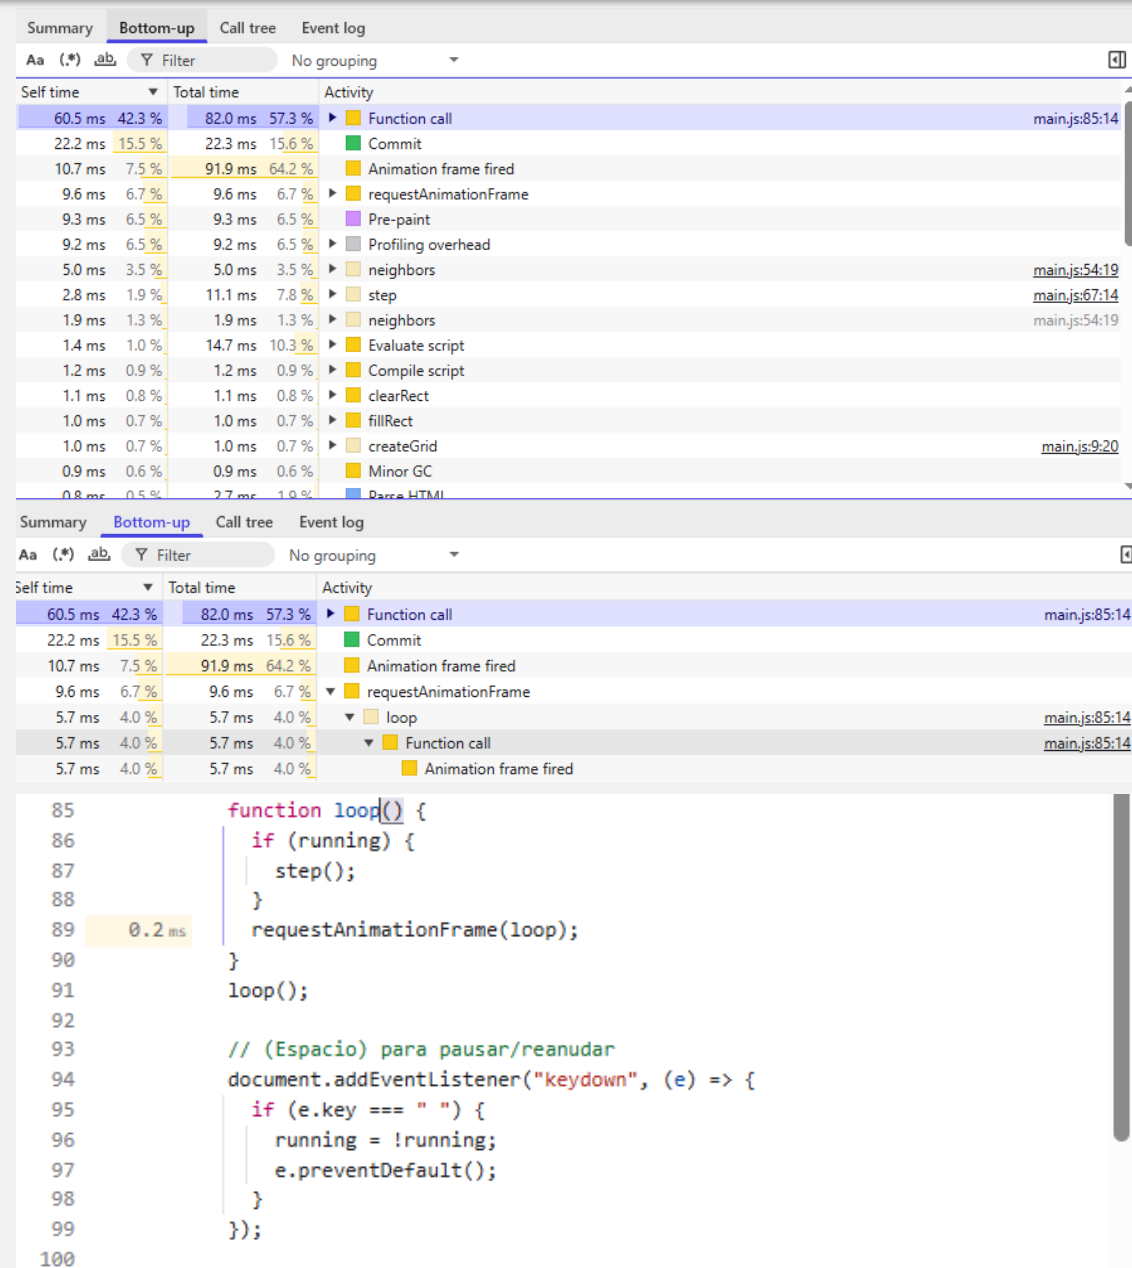 Summary Bottom-up Call tree Event log
Aa (.*) ab Filter No grouping
Self time Total time Activity
60.5 ms 42.3 % 82.0 ms 57.3 % Function call main.js:85:14
22.2 ms 15.5 % 22.3 ms 15.6 % Commit
10.7 ms 7.5 % 91.9 ms 64.2 % Animation frame fired
9.6 ms 6.7 % 9.6 ms 6.7 % requestAnimationFrame
9.3 ms 6.5 % 9.3 ms 6.5 % Pre-paint
9.2 ms 6.5 % 9.2 ms 6.5 % Profiling overhead
5.0 ms 3.5 % 5.0 ms 3.5 % neighbors main.js:54:19
2.8 ms 1.9 % 11.1 ms 7.8 % step main.js:67:14
1.9 ms 1.3 % 1.9 ms 1.3 % neighbors main.js:54:19
1.4 ms 1.0 % 14.7 ms 10.3 % Evaluate script
1.2 ms 0.9 % 1.2 ms 0.9 % Compile script
1.1 ms 0.8 % 1.1 ms 0.8 % clearRect
1.0 ms 0.7 % 1.0 ms 0.7 % fillRect
1.0 ms 0.7 % 1.0 ms 0.7 % createGrid main.js:9:20
0.9 ms 0.6 % 0.9 ms 0.6 % Minor GC
0.8 ms 0.5 % 2.7 ms 1.9 % Parse HTML
Summary Bottom-up Call tree Event log
Aa (.*) ab Filter No grouping
Self time Total time Activity
60.5 ms 42.3 % 82.0 ms 57.3 % Function call main.js:85:14
22.2 ms 15.5 % 22.3 ms 15.6 % Commit
10.7 ms 7.5 % 91.9 ms 64.2 % Animation frame fired
9.6 ms 6.7 % 9.6 ms 6.7 % requestAnimationFrame
5.7 ms 4.0 % 5.7 ms 4.0 % loop main.js:85:14
5.7 ms 4.0 % 5.7 ms 4.0 % Function call main.js:85:14
5.7 ms 4.0 % 5.7 ms 4.0 % Animation frame fired
85 function loop() {
86 if (running) {
87 step();
88 }
89 0.2 ms requestAnimationFrame(loop);
90 }
91 loop();
92
93 // (Espacio) para pausar/reanudar
94 document.addEventListener("keydown", (e) => {
95 if (e.key === " ") {
96 running = !running;
97 e.preventDefault();
98 }
99 });
100